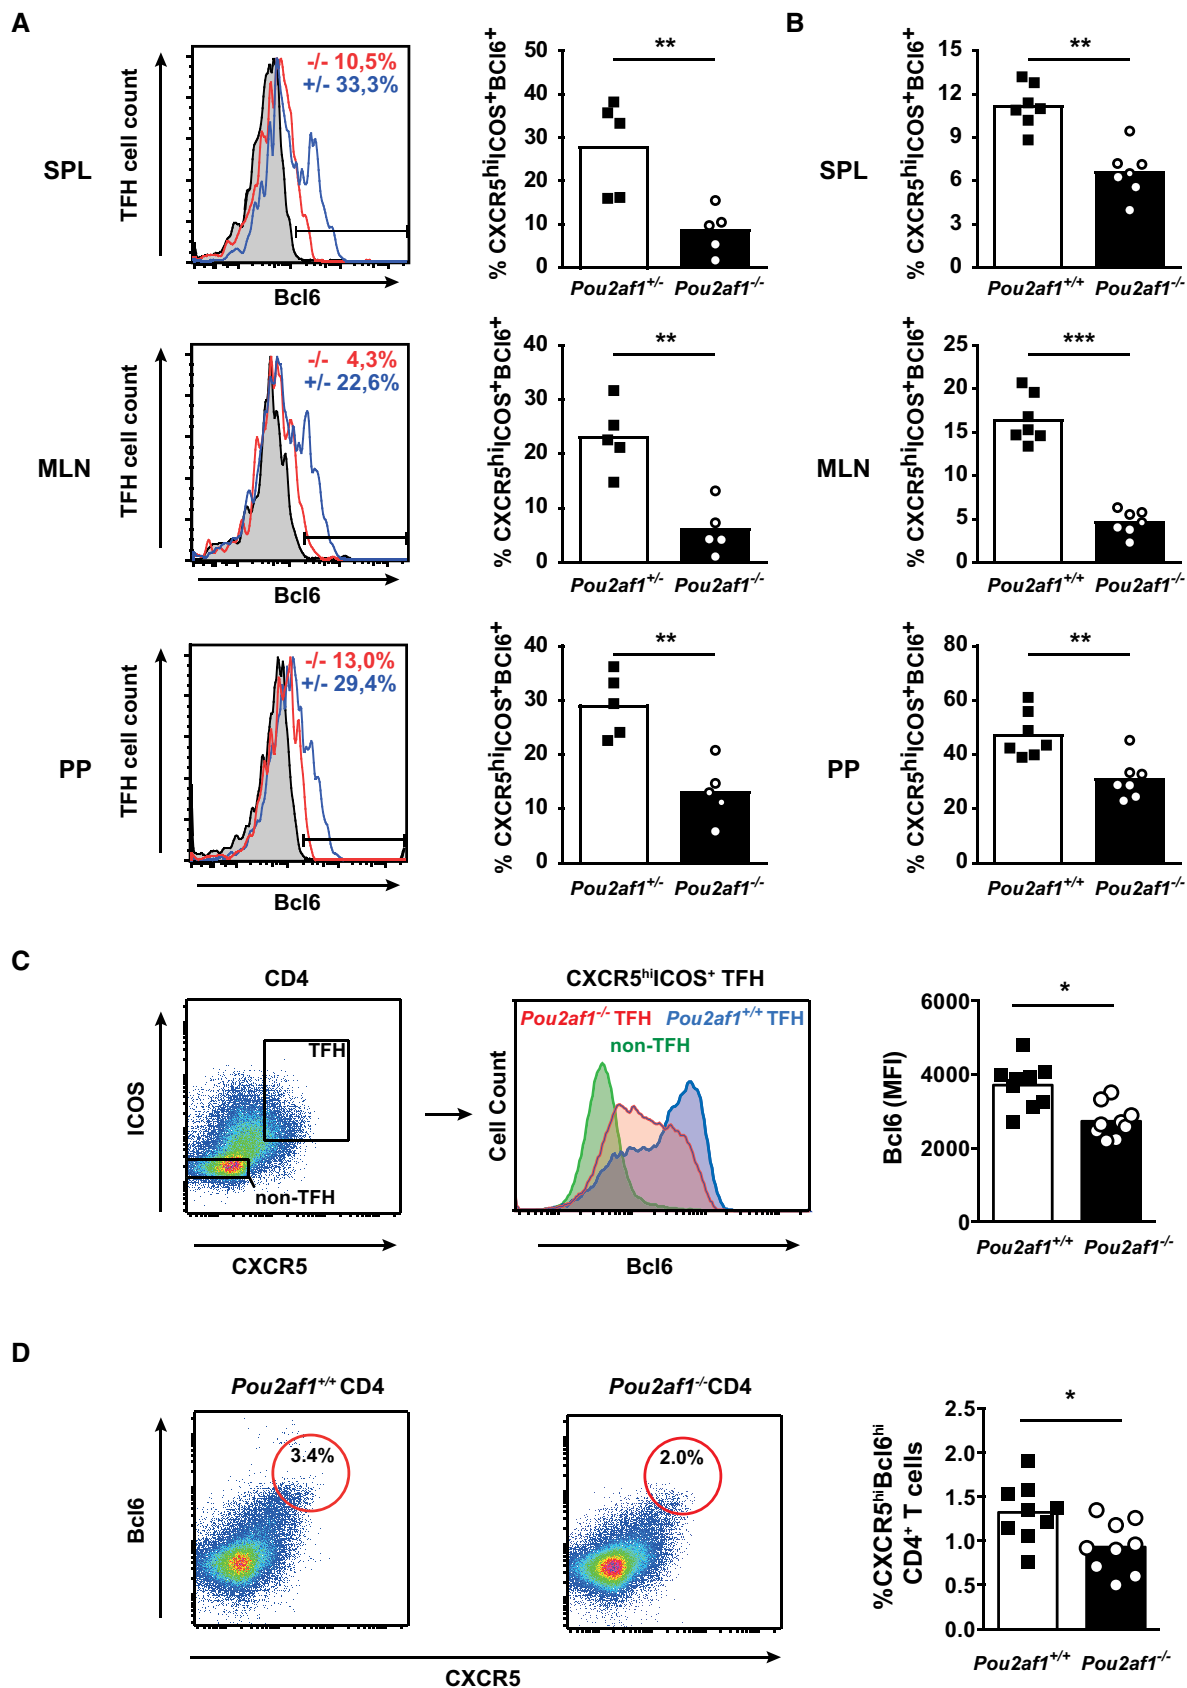 A
B
SPL
TFH cell count
-/- 10,5%
+/- 33,3%
Bcl6
% CXCR5hiICOS+BCl6+
50
40
30
20
10
0
**
Pou2af1+/- Pou2af1-/-
SPL
% CXCR5hiICOS+BCl6+
15
12
9
6
3
0
**
Pou2af1+/+ Pou2af1-/-
MLN
TFH cell count
-/- 4,3%
+/- 22,6%
Bcl6
% CXCR5hiICOS+BCl6+
40
30
20
10
0
**
Pou2af1+/- Pou2af1-/-
MLN
% CXCR5hiICOS+BCl6+
25
20
15
10
5
0
***
Pou2af1+/+ Pou2af1-/-
PP
TFH cell count
-/- 13,0%
+/- 29,4%
Bcl6
% CXCR5hiICOS+BCl6+
40
30
20
10
0
**
Pou2af1+/- Pou2af1-/-
PP
% CXCR5hiICOS+BCl6+
80
60
40
20
0
**
Pou2af1+/+ Pou2af1-/-
C
CD4
ICOS
TFH
non-TFH
CXCR5
CXCR5hiICOS+ TFH
Cell Count
Pou2af1-/- TFH Pou2af1+/+ TFH
non-TFH
Bcl6
Bcl6 (MFI)
6000
4000
2000
0
*
Pou2af1+/+ Pou2af1-/-
D
Pou2af1+/+ CD4
Pou2af1-/-CD4
Bcl6
3.4%
2.0%
CXCR5
%CXCR5hiBcl6hi
CD4+ T cells
2.5
2.0
1.5
1.0
0.5
0.0
*
Pou2af1+/+ Pou2af1-/-